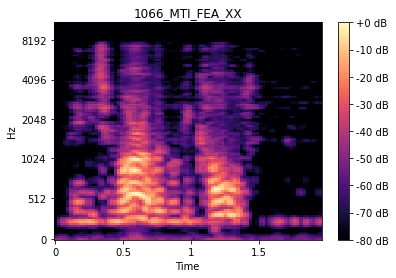 1066_MTI_FEA_XX
Hz
8192
4096
2048
1024
512
0
0
0.5
1
1.5
Time
+0 dB
-10 dB
-20 dB
-30 dB
-40 dB
-50 dB
-60 dB
-70 dB
-80 dB